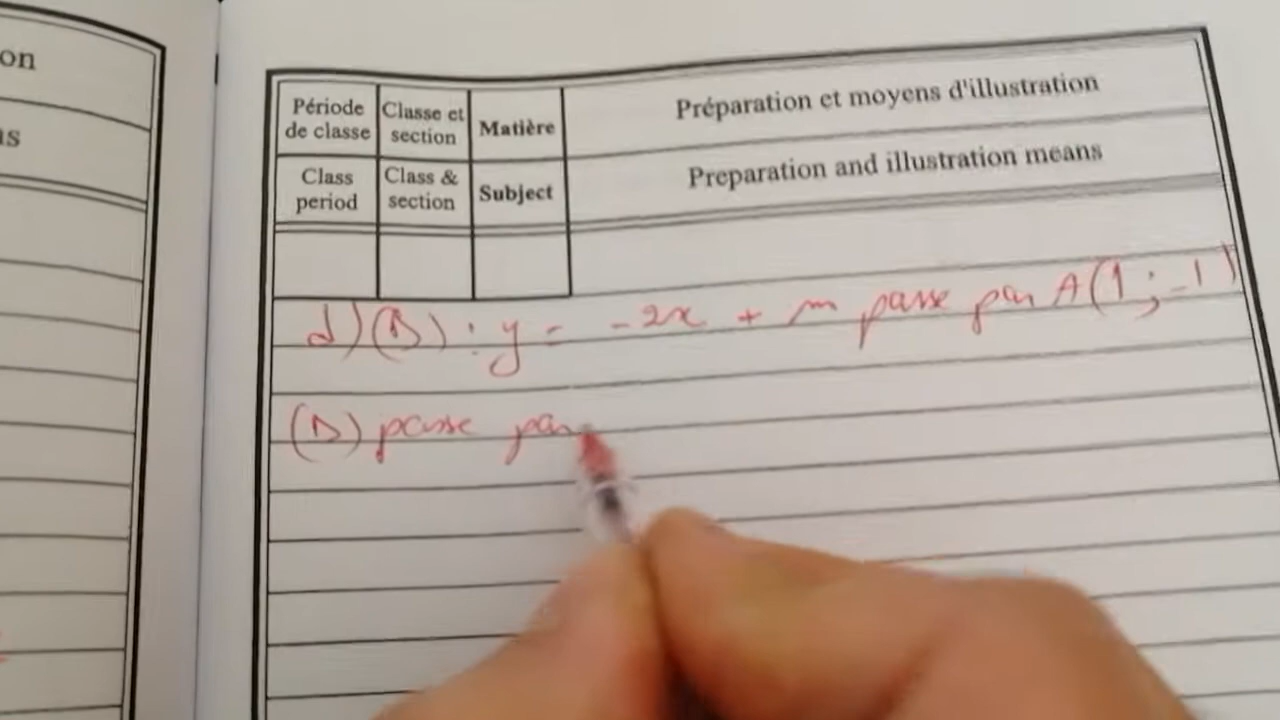 on
ns
Période de classe
Classe et section
Matière
Préparation et moyens d'illustration
Class period
Class & section
Subject
Preparation and illustration means
d) (D) : y = -2x + m passe par A(1 ; -1)
(D) passe par